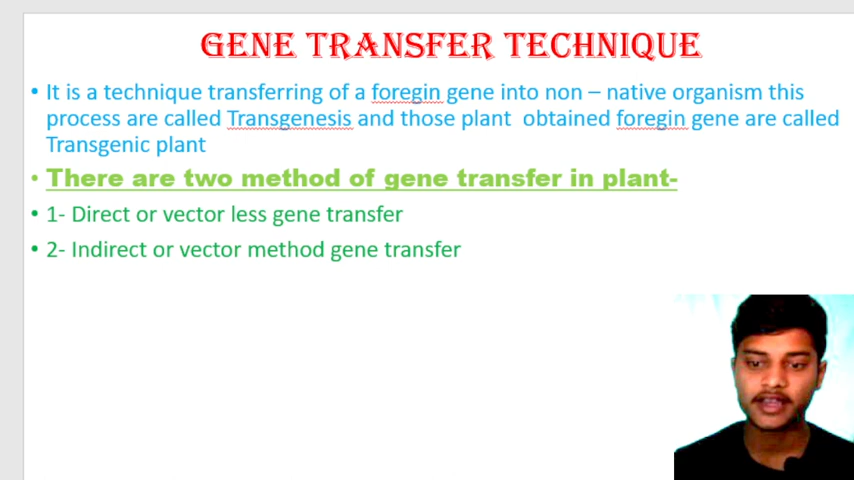 GENE TRANSFER TECHNIQUE
• It is a technique transferring of a foregin gene into non – native organism this
process are called Transgenesis and those plant obtained foregin gene are called
Transgenic plant
• There are two method of gene transfer in plant-
• 1- Direct or vector less gene transfer
• 2- Indirect or vector method gene transfer